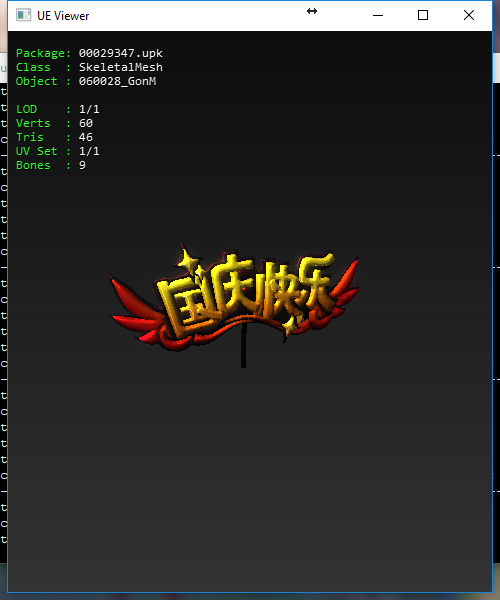 UE Viewer
Package: 00029347.upk
Class : SkeletalMesh
Object : 060028_GonM
LOD : 1/1
Verts : 60
Tris : 46
UV Set : 1/1
Bones : 9
国庆快乐